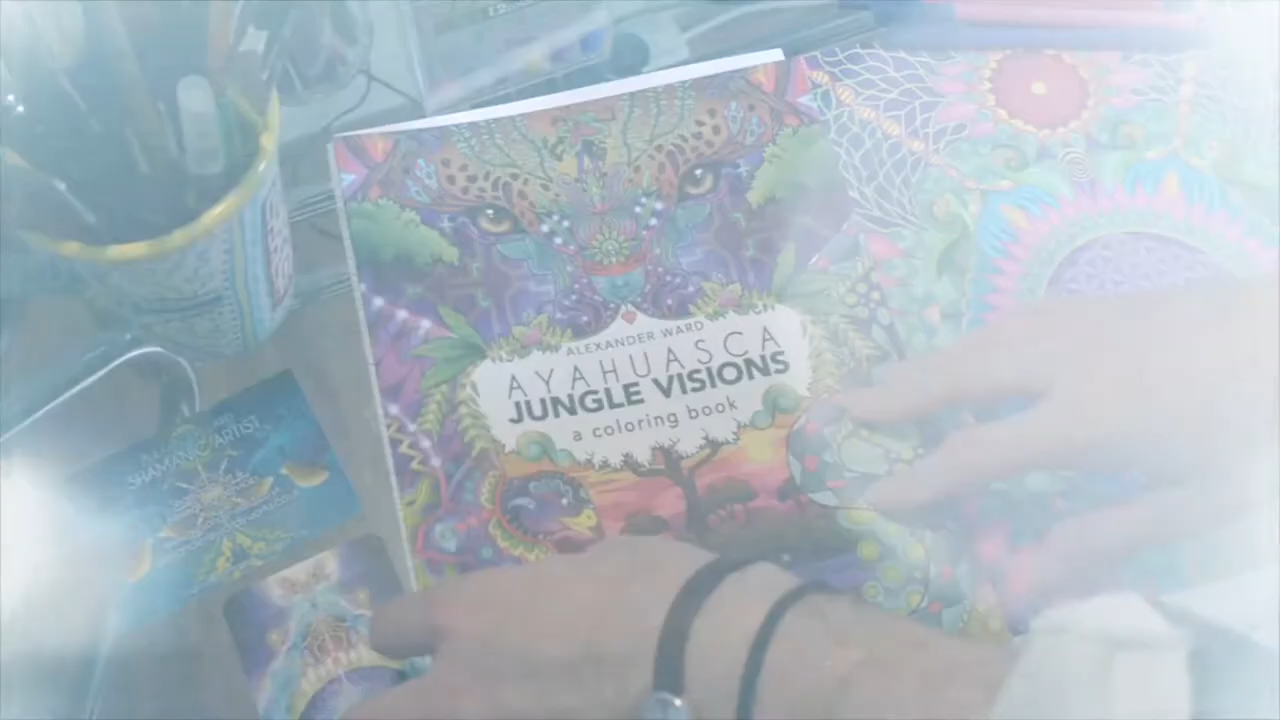 ALEXANDER WARD
AYAHUASCA
JUNGLE VISIONS
a coloring book
SHAMANIC ARTIST